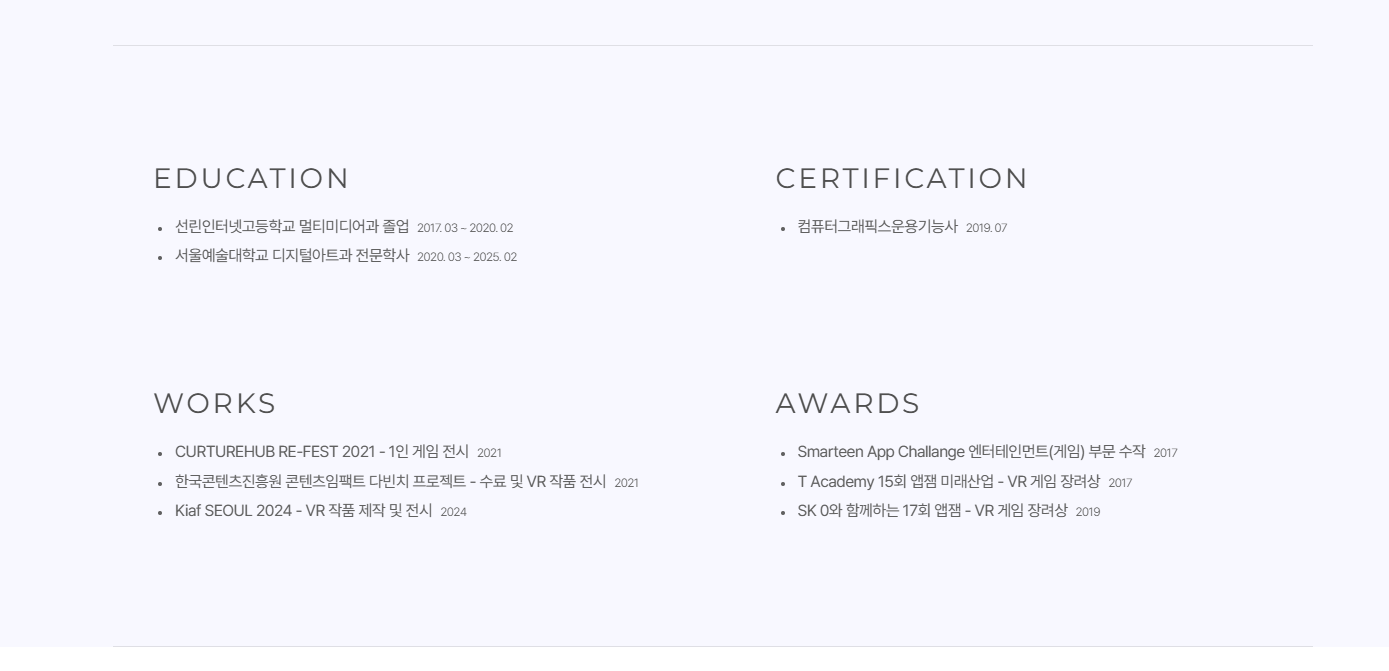 EDUCATION
선린인터넷고등학교 멀티미디어과 졸업 2017. 03 ~ 2020. 02
서울예술대학교 디지털아트과 전문학사 2020. 03 ~ 2025. 02
CERTIFICATION
컴퓨터그래픽스운용기능사 2019. 07
WORKS
CURTUREHUB RE-FEST 2021 - 1인 게임 전시 2021
한국콘텐츠진흥원 콘텐츠임팩트 다빈치 프로젝트 - 수료 및 VR 작품 전시 2021
Kiaf SEOUL 2024 - VR 작품 제작 및 전시 2024
AWARDS
Smarteen App Challange 엔터테인먼트(게임) 부문 수작 2017
T Academy 15회 앱잼 미래산업 - VR 게임 장려상 2017
SK 0와 함께하는 17회 앱잼 - VR 게임 장려상 2019